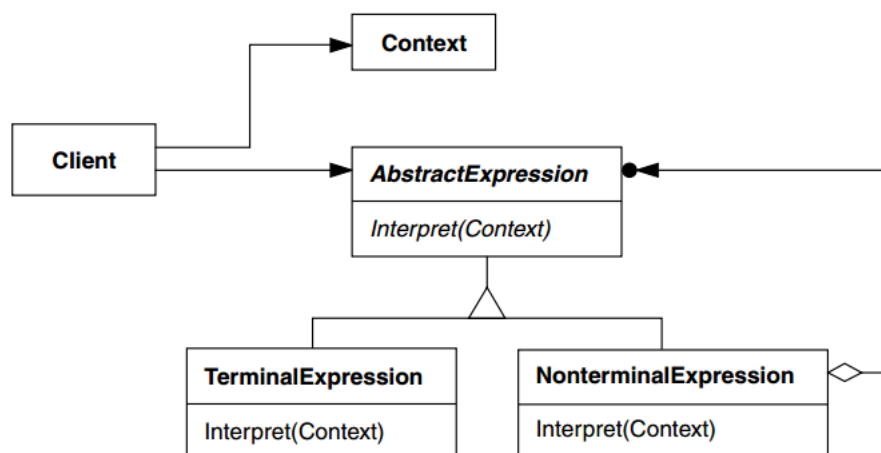 Context
Client
AbstractExpression
Interpret(Context)
TerminalExpression
Interpret(Context)
NonterminalExpression
Interpret(Context)